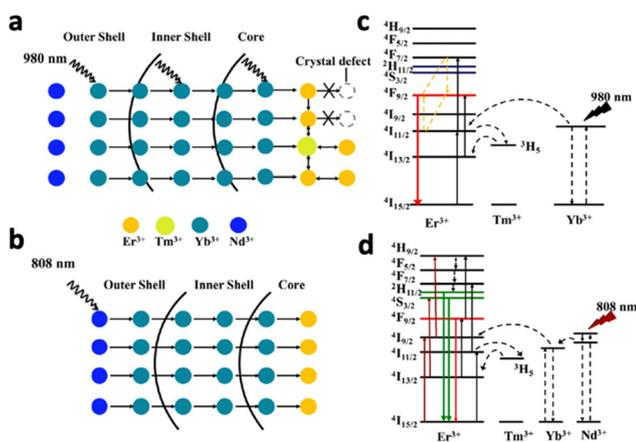 a
Outer Shell Inner Shell Core
980 nm
Crystal defect
Er³⁺ Tm³⁺ Yb³⁺ Nd³⁺
b
808 nm
Outer Shell Inner Shell Core
c
⁴H₉/₂
⁴F₅/₂
⁴F₇/₂
²H₁₁/₂
⁴S₃/₂
⁴F₉/₂
⁴I₉/₂
⁴I₁₁/₂
⁴I₁₃/₂
⁴I₁₅/₂
980 nm
³H₅
Er³⁺ Tm³⁺ Yb³⁺
d
⁴H₉/₂
⁴F₅/₂
⁴F₇/₂
²H₁₁/₂
⁴S₃/₂
⁴F₉/₂
⁴I₉/₂
⁴I₁₁/₂
⁴I₁₃/₂
⁴I₁₅/₂
808 nm
³H₅
Er³⁺ Tm³⁺ Yb³⁺ Nd³⁺